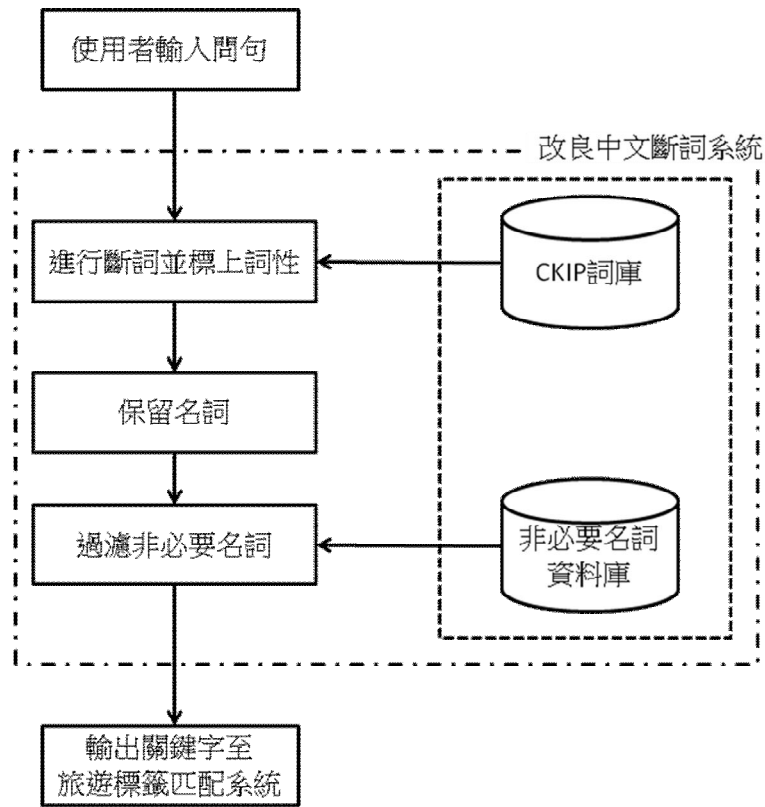 使用者輸入問句
改良中文斷詞系統
進行斷詞並標上詞性
CKIP詞庫
保留名詞
過濾非必要名詞
非必要名詞
資料庫
輸出關鍵字至
旅遊標籤匹配系統